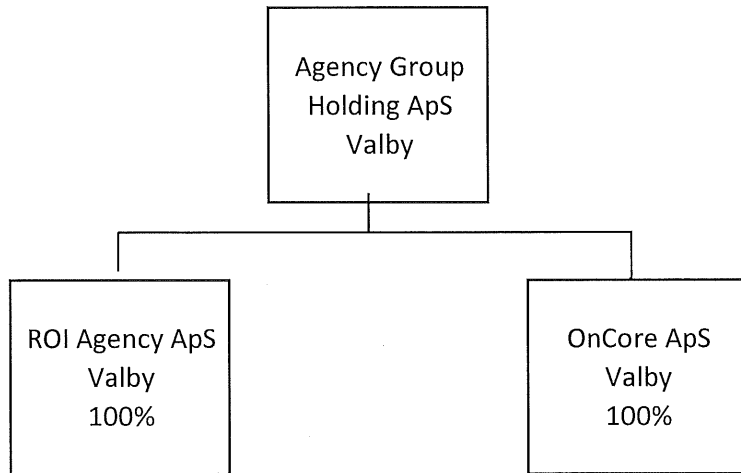 Agency Group
Holding ApS
Valby
ROI Agency ApS
Valby
100%
OnCore ApS
Valby
100%